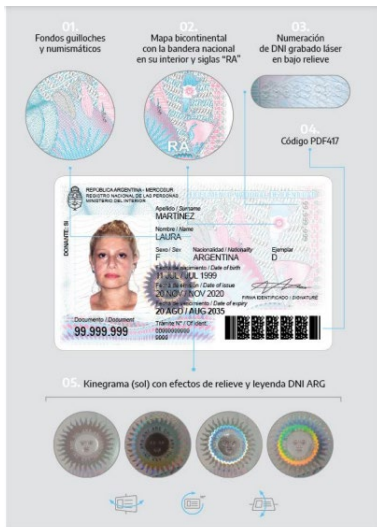 01.
Fondos guilloches
y numismáticos
02.
Mapa bicontinental
con la bandera nacional
en su interior y siglas “RA”
03.
Numeración
de DNI grabado láser
en bajo relieve
RA
04.
Código PDF417
REPÚBLICA ARGENTINA - MERCOSUR
REGISTRO NACIONAL DE LAS PERSONAS
MINISTERIO DEL INTERIOR
Apellido / Surname
MARTINEZ
Nombre / Name
LAURA
Sexo / Sex Nacionalidad / Nationality Ejemplar
F ARGENTINA D
Fecha de nacimiento / Date of birth
11 JUL / JUL 1999
Fecha de emisión / Date of issue
20 NOV / NOV 2020
FIRMA IDENTIFICADO / SIGNATURE
Fecha de vencimiento / Date of expiry
20 AGO / AUG 2035
Documento / Document
99.999.999
Trámite N° / Of. ident.
DONANTE: SI
05. Kinegrama (sol) con efectos de relieve y leyenda DNI ARG